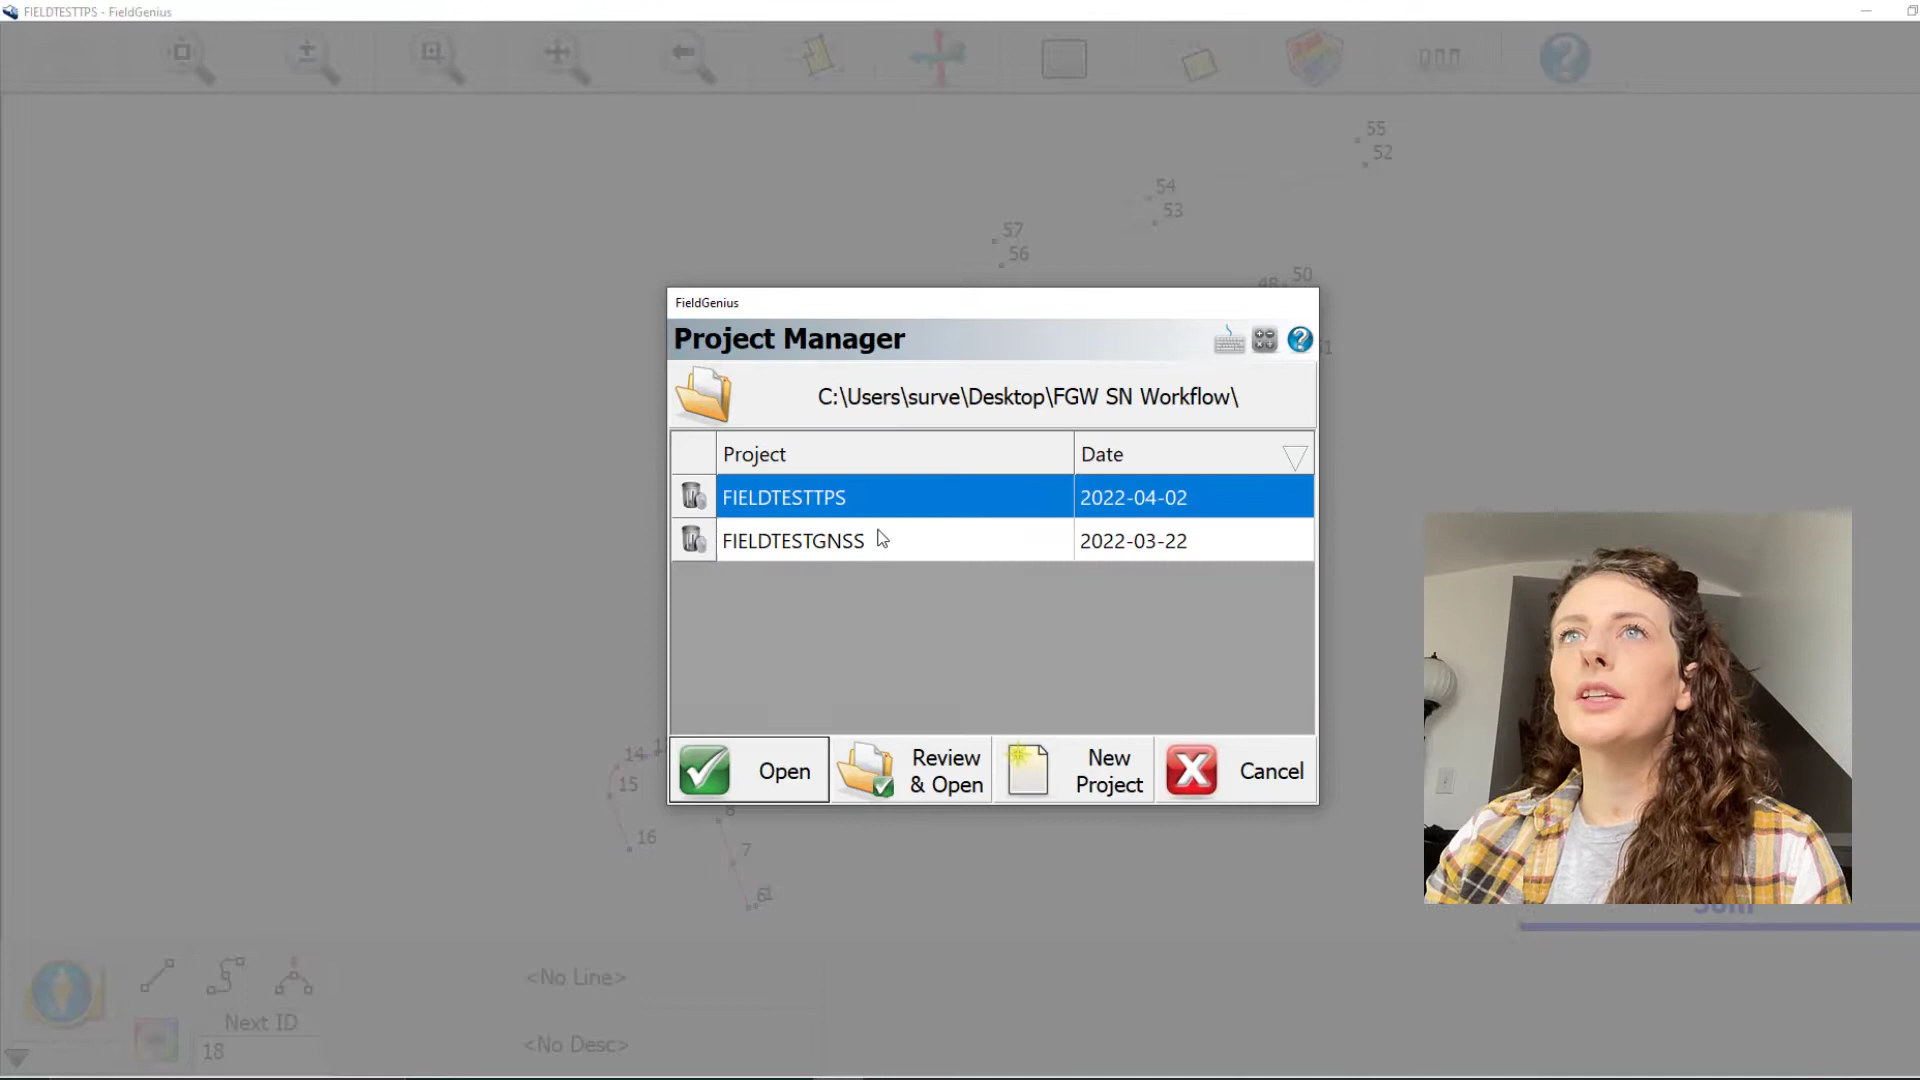 FIELDTESTTPS - FieldGenius
55
52
54
53
57
56
50
FieldGenius
Project Manager
C:\Users\surve\Desktop\FGW SN Workflow\
Project Date
FIELDTESTTPS 2022-04-02
FIELDTESTGNSS 2022-03-22
Open
Review & Open
New Project
Cancel
14
15
16
7
<No Line>
Next ID
18
<No Desc>